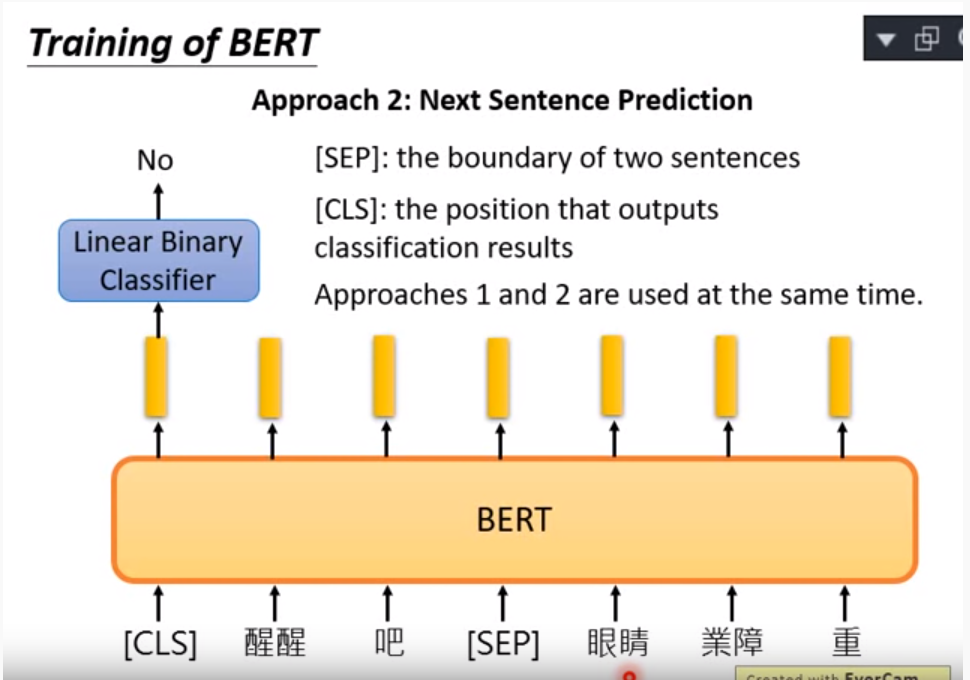 Training of BERT
Approach 2: Next Sentence Prediction
No
[SEP]: the boundary of two sentences
[CLS]: the position that outputs
classification results
Linear Binary
Classifier
Approaches 1 and 2 are used at the same time.
BERT
[CLS] 醒醒 吧 [SEP] 眼睛 業障 重
Created with EverCam